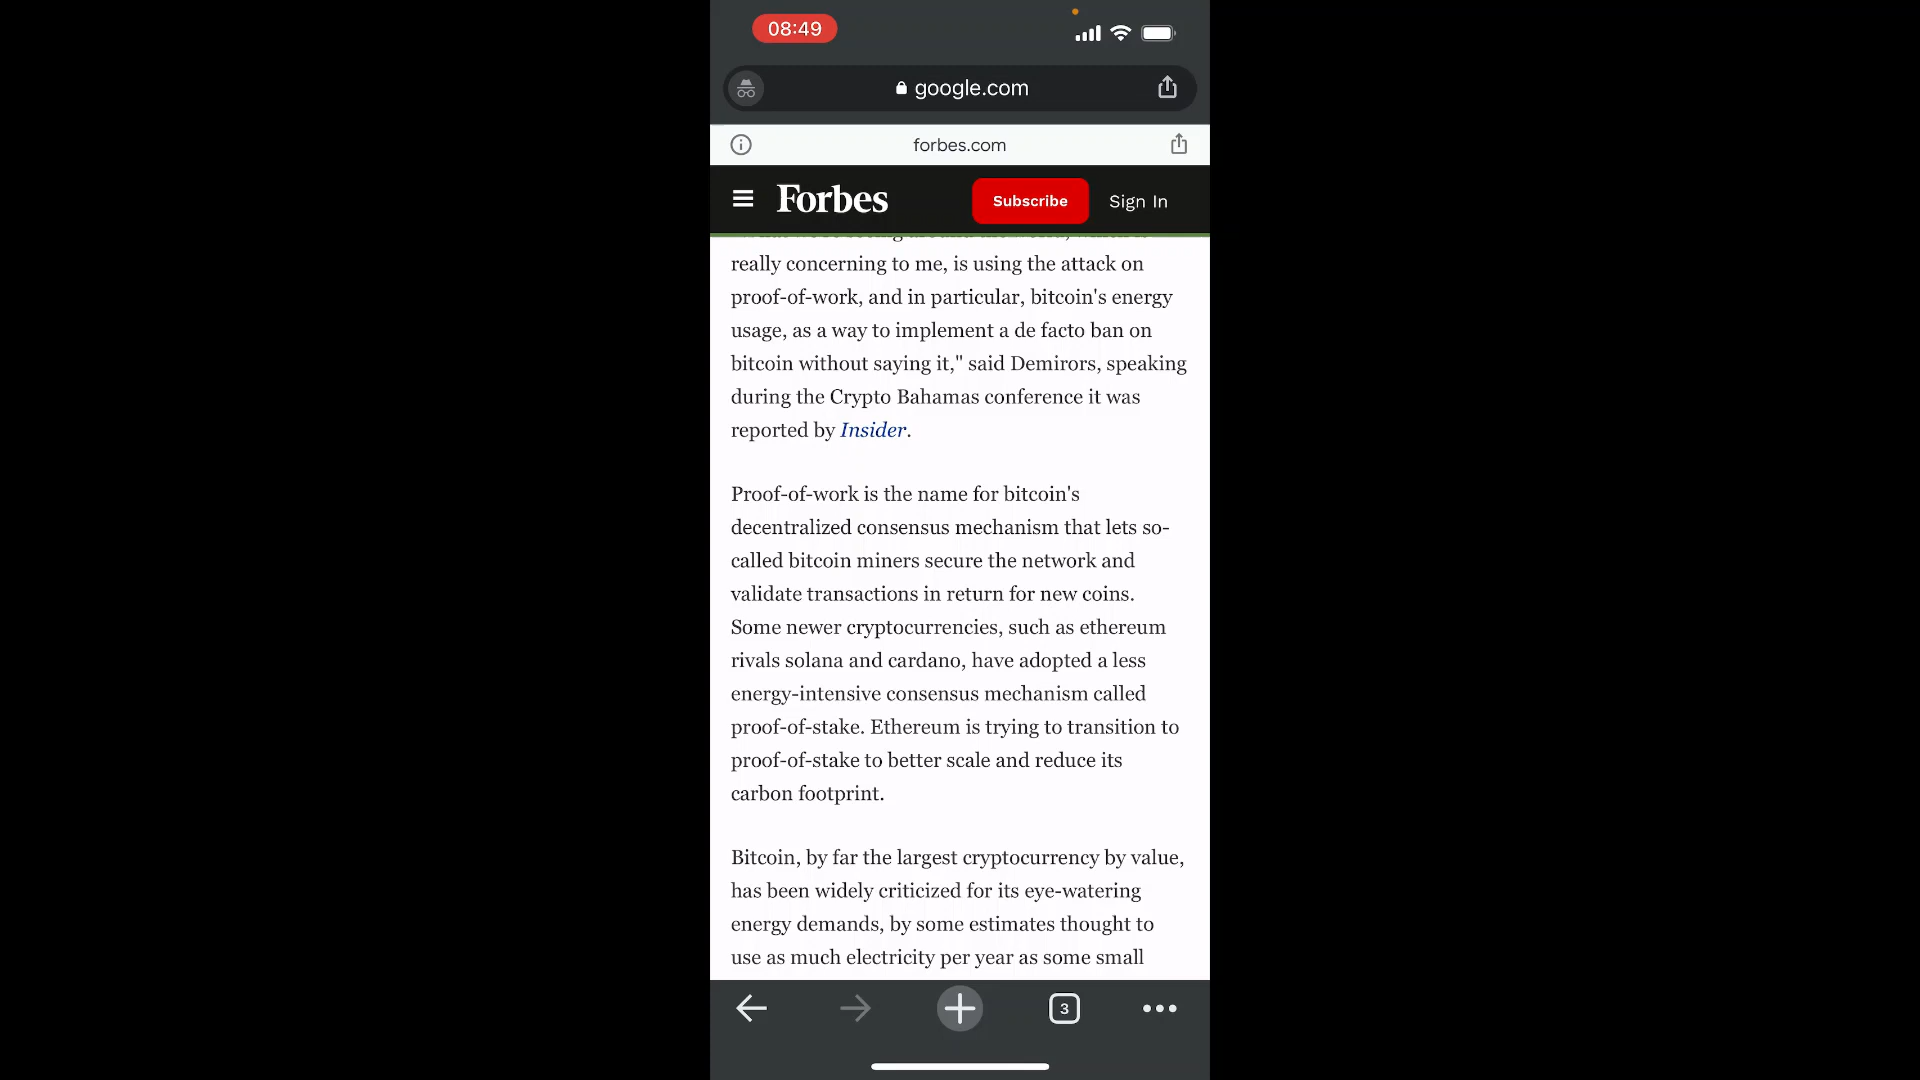 08:49
google.com
forbes.com
Forbes
Subscribe
Sign In
really concerning to me, is using the attack on
proof-of-work, and in particular, bitcoin's energy
usage, as a way to implement a de facto ban on
bitcoin without saying it," said Demirors, speaking
during the Crypto Bahamas conference it was
reported by Insider.
Proof-of-work is the name for bitcoin's
decentralized consensus mechanism that lets so-
called bitcoin miners secure the network and
validate transactions in return for new coins.
Some newer cryptocurrencies, such as ethereum
rivals solana and cardano, have adopted a less
energy-intensive consensus mechanism called
proof-of-stake. Ethereum is trying to transition to
proof-of-stake to better scale and reduce its
carbon footprint.
Bitcoin, by far the largest cryptocurrency by value,
has been widely criticized for its eye-watering
energy demands, by some estimates thought to
use as much electricity per year as some small
3